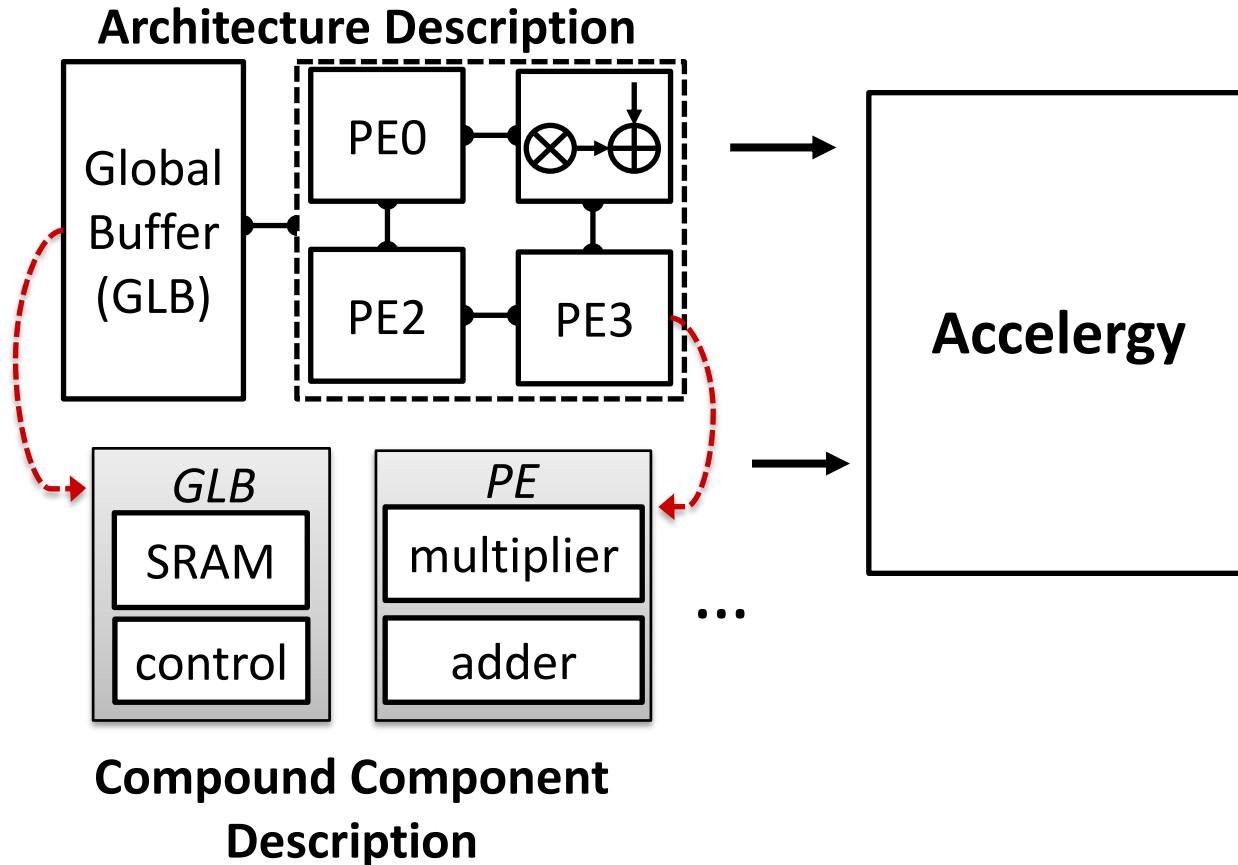 Architecture Description
Global
Buffer
(GLB)
PE0
PE2
PE3
Accelergy
GLB
SRAM
control
PE
multiplier
adder
...
Compound Component
Description